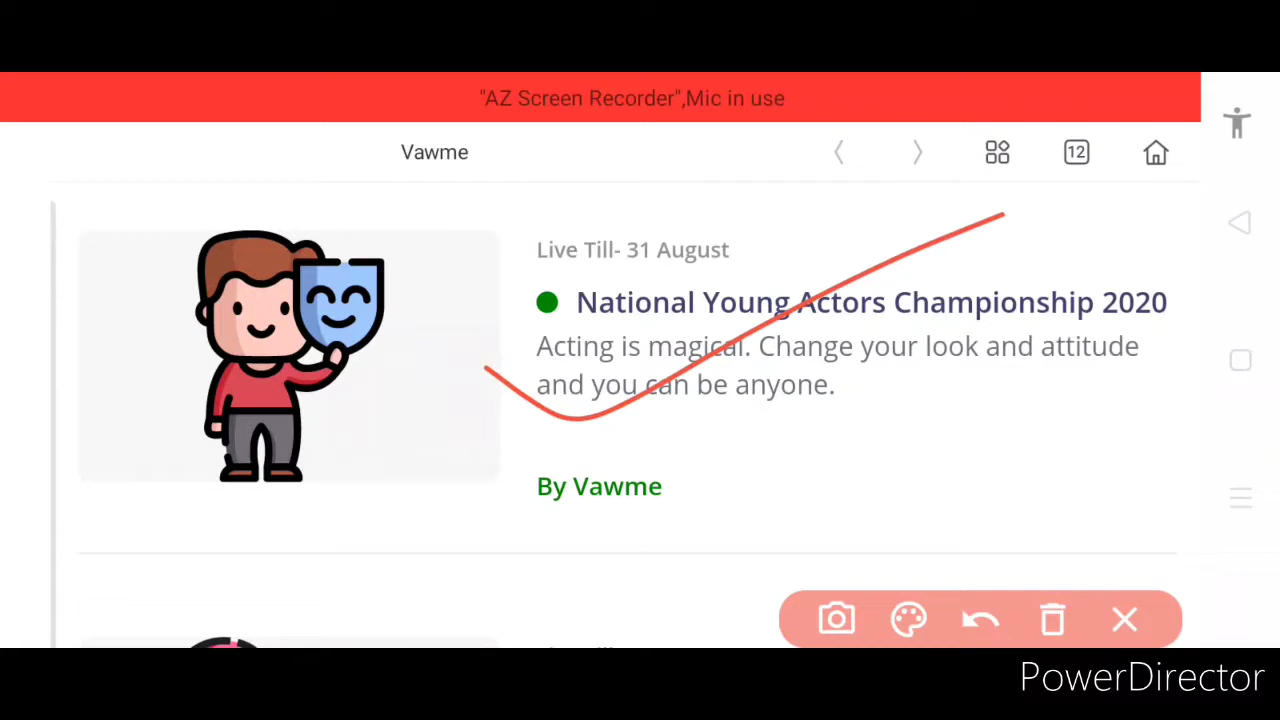 "AZ Screen Recorder",Mic in use
Vawme
12
Live Till- 31 August
National Young Actors Championship 2020
Acting is magical. Change your look and attitude
and you can be anyone.
By Vawme
PowerDirector